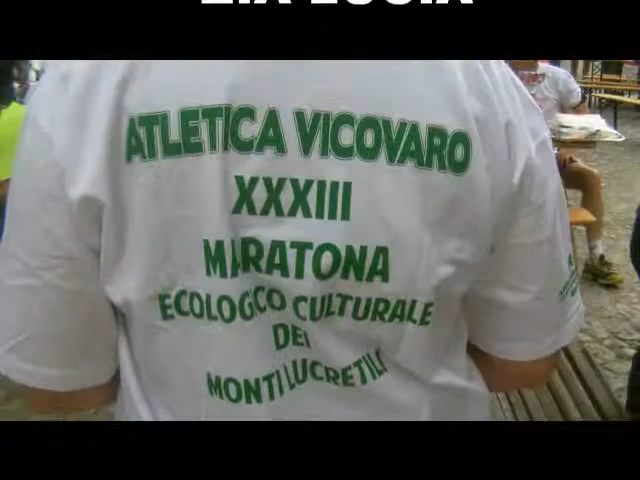 ATLETICA VICOVARO
XXXIII
MARATONA
ECOLOGICO CULTURALE
DEI
MONTI LUCRETILI